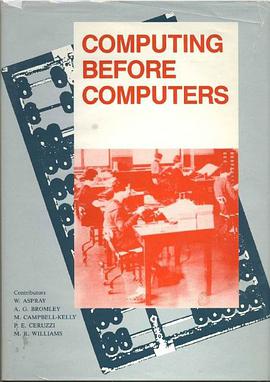 COMPUTING
BEFORE
COMPUTERS
Contributors
W. ASPRAY
A. G. BROMLEY
M. CAMPBELL-KELLY
P. E. CERUZZI
M. R. WILLIAMS